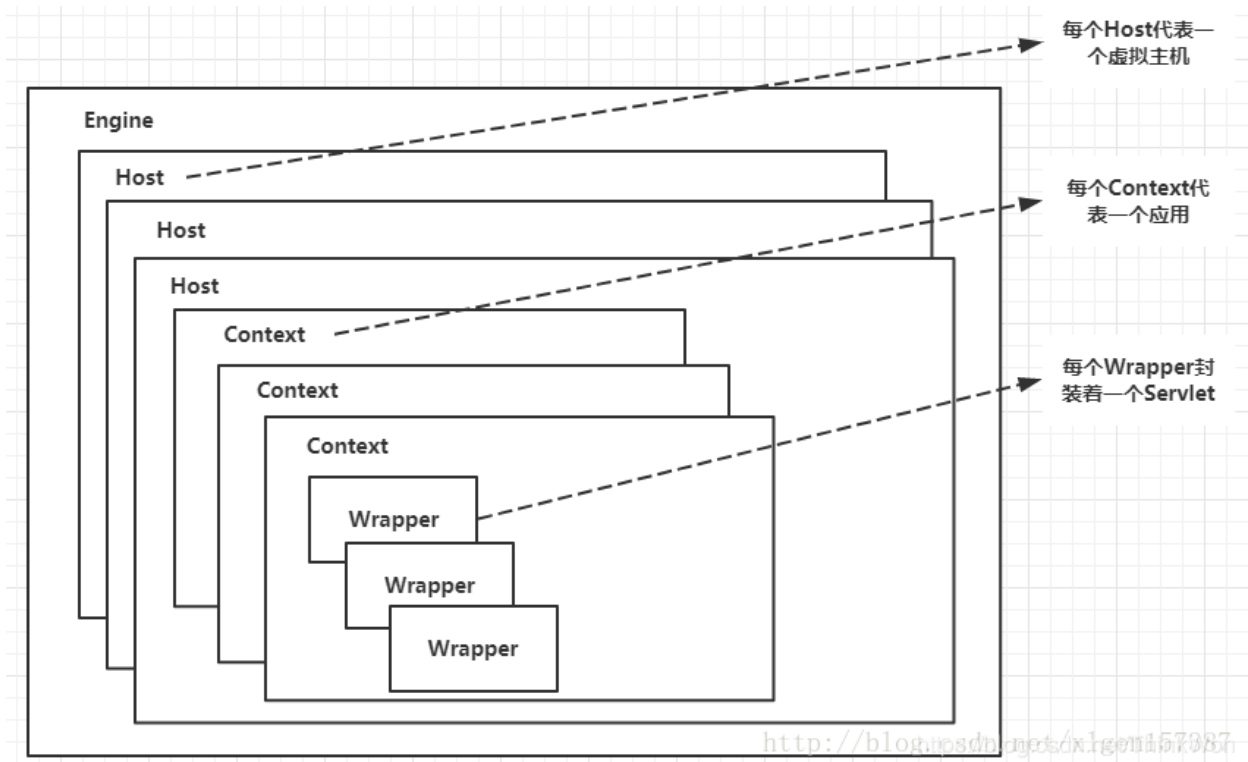 每个Host代表一
个虚拟主机
Engine
Host
Host
每个Context代
表一个应用
Host
Context
每个Wrapper封
装着一个Servlet
Context
Context
Wrapper
Wrapper
Wrapper